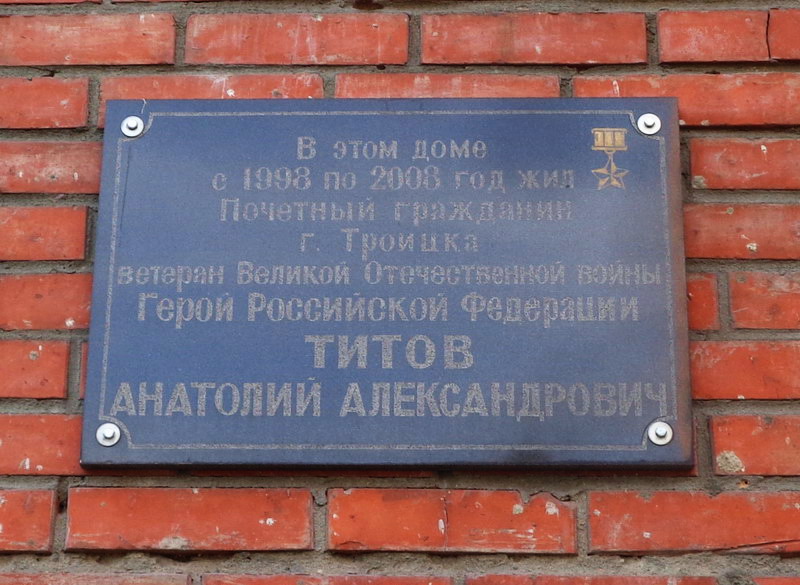 В этом доме
с 1998 по 2008 год жил
Почетный гражданин
г. Троицка
ветеран Великой Отечественной войны
Герой Российской Федерации
ТИТОВ
АНАТОЛИЙ АЛЕКСАНДРОВИЧ